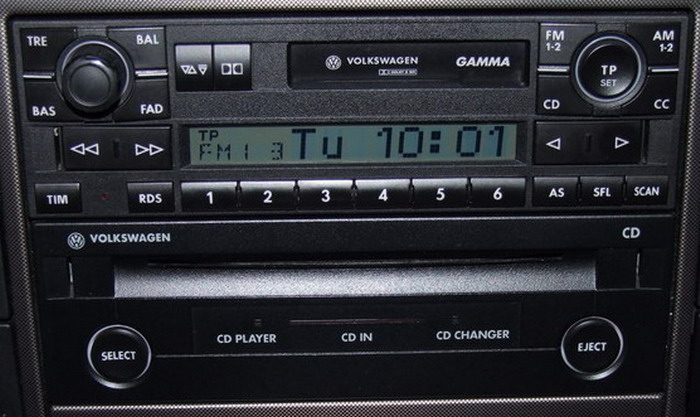 TRE BAL
BAS FAD
VOLKSWAGEN GAMMA
FM 1-2
AM 1-2
TP SET
CD CC
TP
FM1 3 Tu 10:01
TIM RDS 1 2 3 4 5 6 AS SFL SCAN
VOLKSWAGEN CD
CD PLAYER CD IN CD CHANGER
SELECT EJECT